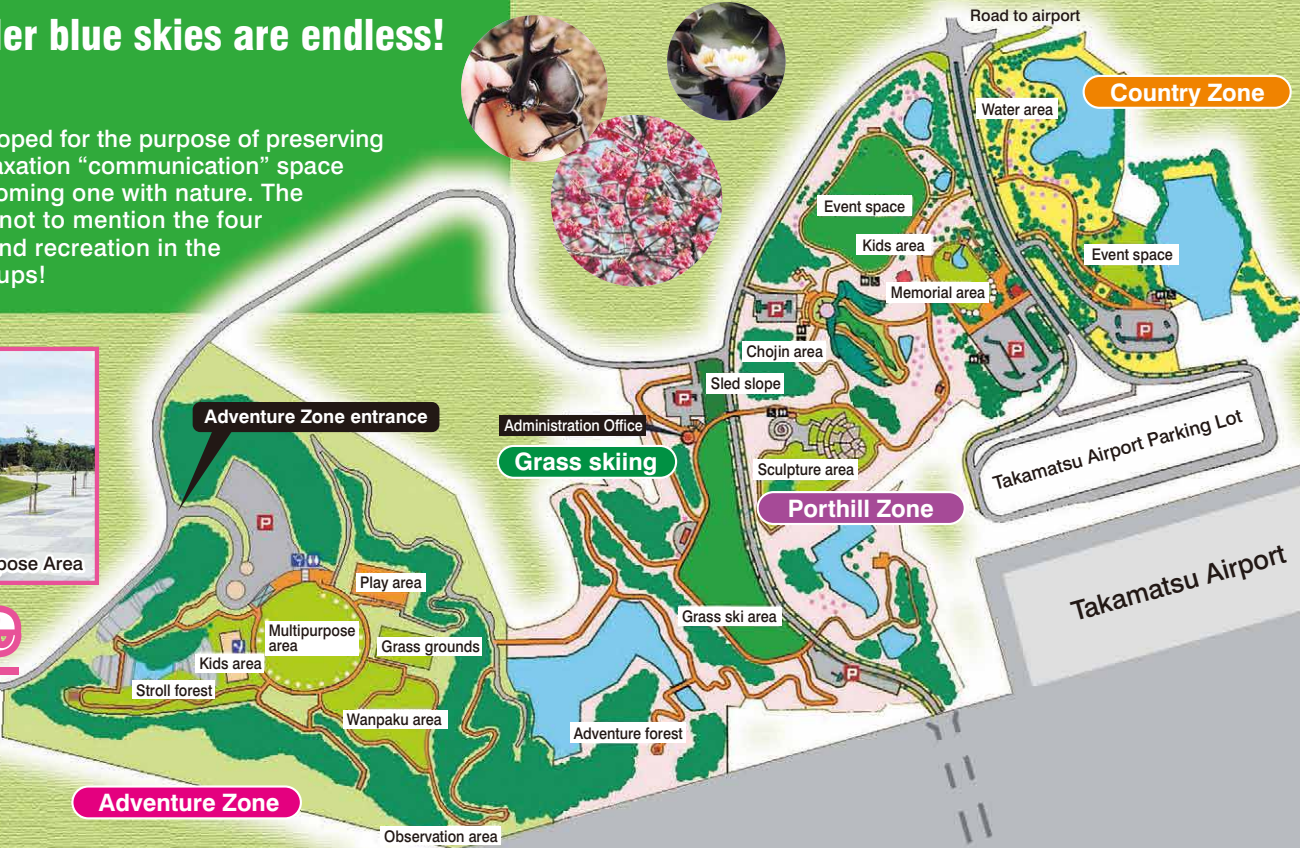 ler blue skies are endless!
oped for the purpose of preserving
axation “communication” space
oming one with nature. The
not to mention the four
nd recreation in the
ups!
Road to airport
Water area
Country Zone
Event space
Kids area
Event space
Memorial area
P
P
P
Chojin area
Sled slope
P
Adventure Zone entrance
Administration Office
Grass skiing
Takamatsu Airport Parking Lot
Sculpture area
Porthill Zone
P
pose Area
Play area
Takamatsu Airport
Grass ski area
Multipurpose
area
Grass grounds
Kids area
P
Stroll forest
Wanpaku area
Adventure forest
Adventure Zone
Observation area